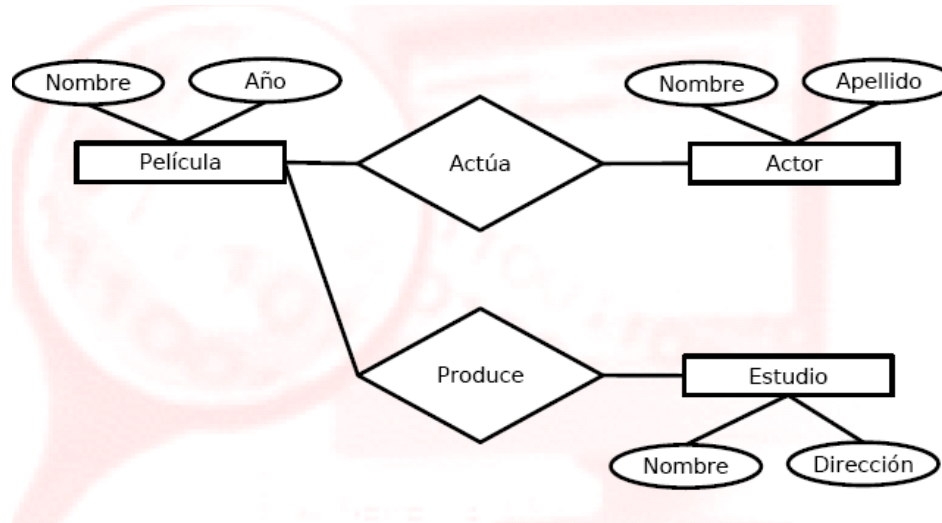 Nombre
Año
Nombre
Apellido
Película
Actúa
Actor
Produce
Estudio
Nombre
Dirección